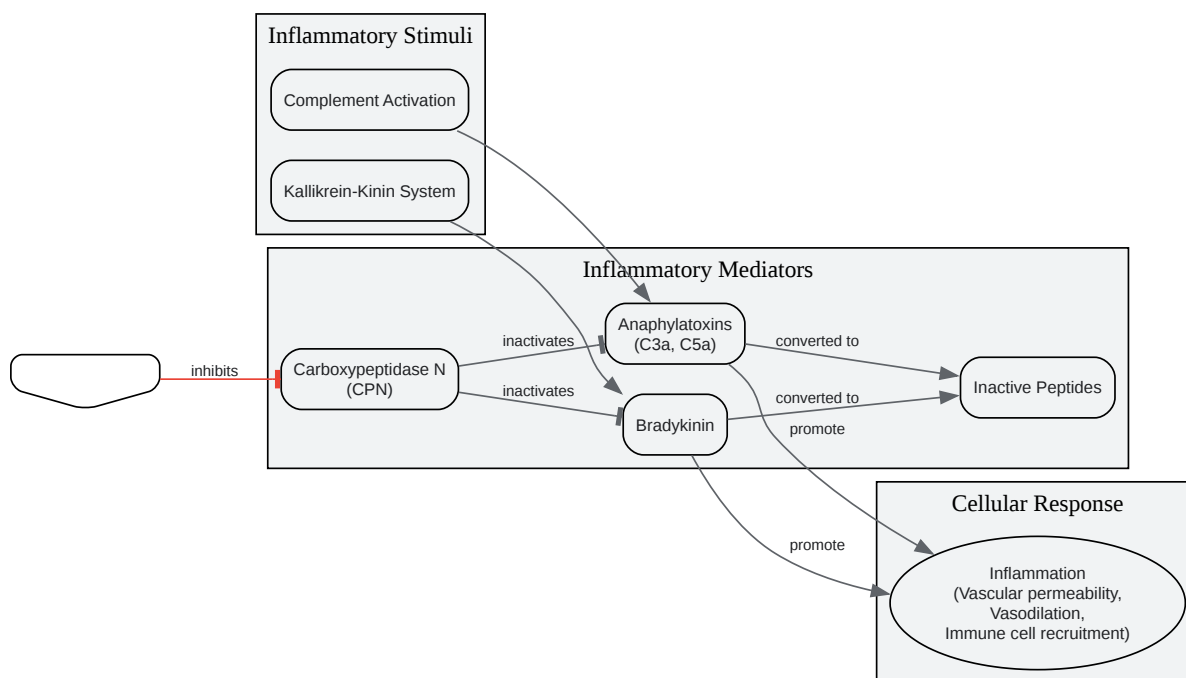 Inflammatory Stimuli
Complement Activation
Kallikrein-Kinin System
Inflammatory Mediators
inhibits
Carboxypeptidase N
(CPN)
inactivates
inactivates
Anaphylatoxins
(C3a, C5a)
Bradykinin
converted to
converted to
promote
Inactive Peptides
promote
Cellular Response
Inflammation
(Vascular permeability,
Vasodilation,
Immune cell recruitment)